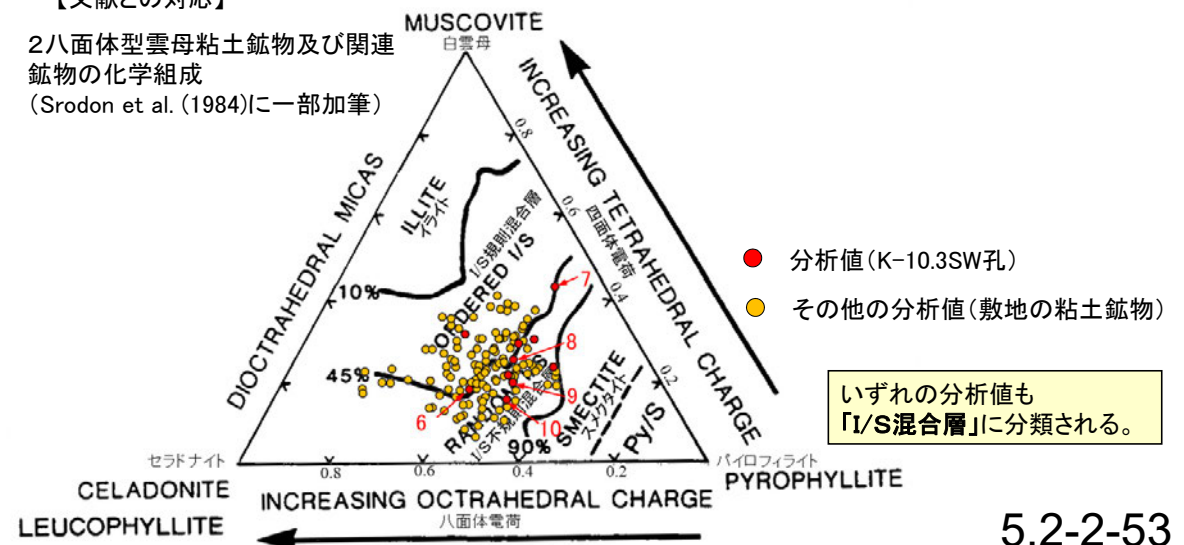 【文献との対応】
2八面体型雲母粘土鉱物及び関連
鉱物の化学組成
(Srodon et al. (1984)に一部加筆)
MUSCOVITE
白雲母
DIOCTRAHEDRAL MICAS
INCREASING TETRAHEDRAL CHARGE
四面体電荷
0.8
0.6
0.4
0.2
ILLITE
イライト
I/S規則混合層
ORDERED I/S
10%
45%
90%
I/S不規則混合層
SMECTITE
スメクタイト
Py/S
6
7
8
9
10
分析値(K-10.3SW孔)
その他の分析値(敷地の粘土鉱物)
いずれの分析値も
「I/S混合層」に分類される。
セラドナイト
CELADONITE
LEUCOPHYLLITE
0.8
0.6
0.4
0.2
パイロフィライト
PYROPHYLLITE
INCREASING OCTRAHEDRAL CHARGE
八面体電荷
5.2-2-53